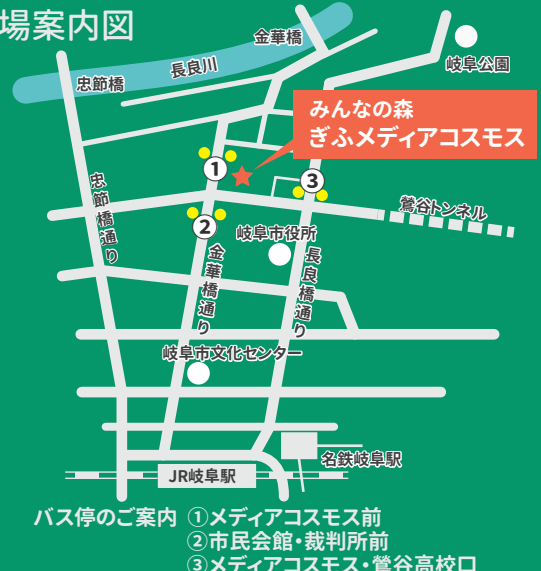 場案内図
金華橋
長良川
忠節橋
岐阜公園
みんなの森
ぎふメディアコスモス
①
③
②
忠節橋通り
鶯谷トンネル
岐阜市役所
金華橋通り
長良橋通り
岐阜市文化センター
名鉄岐阜駅
JR岐阜駅
バス停のご案内 ①メディアコスモス前
②市民会館・裁判所前
③メディアコスモス・鶯谷高校口